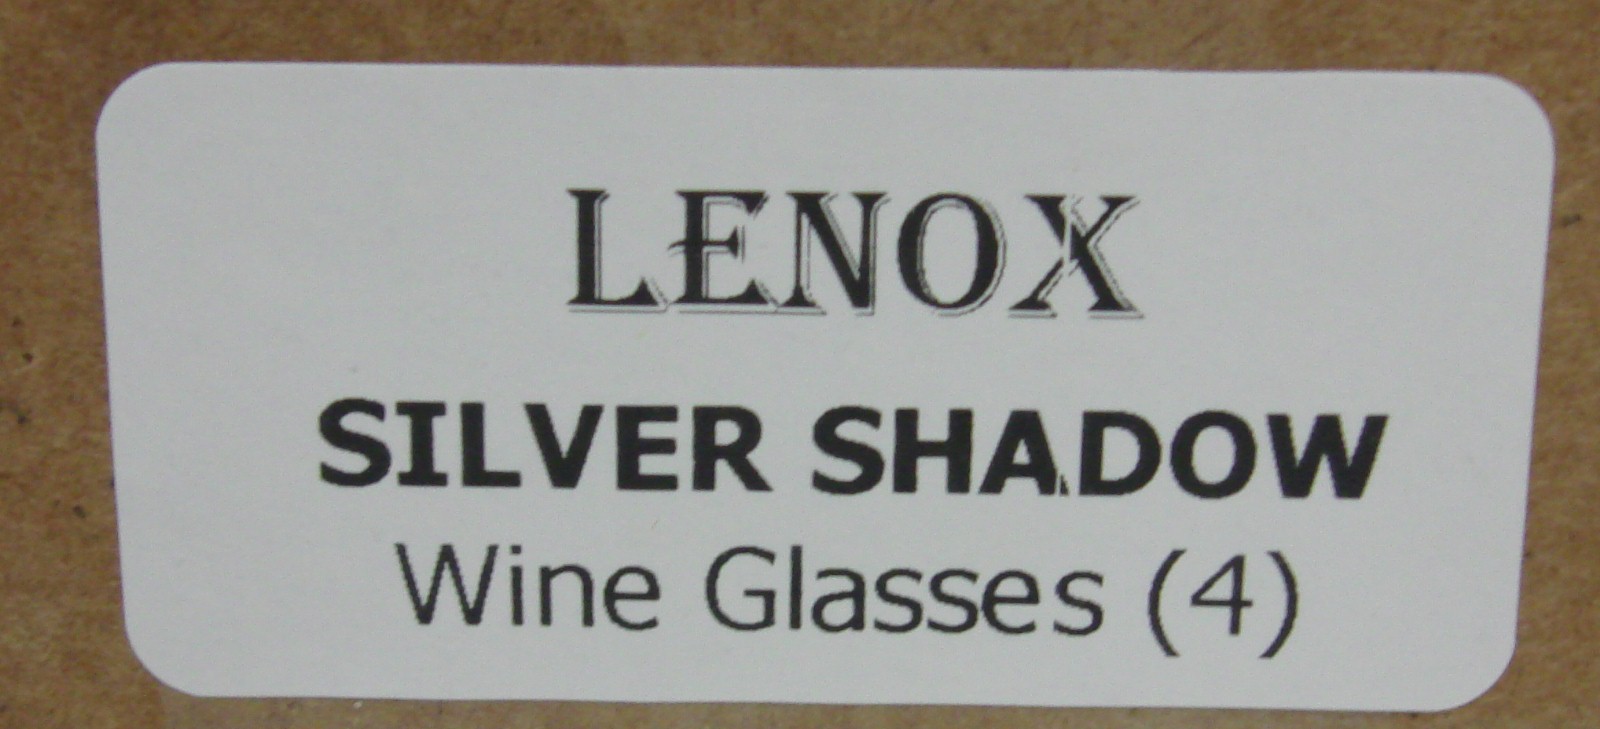 LENOX
SILVER SHADOW
Wine Glasses (4)